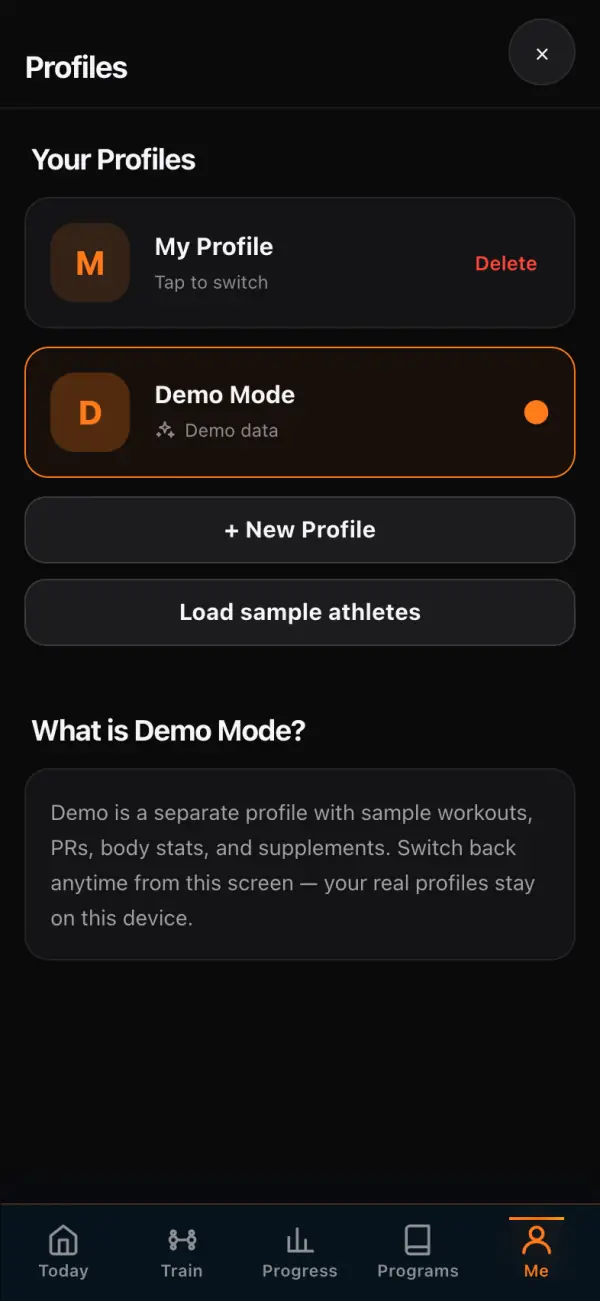 Profiles
×
Your Profiles
M
My Profile
Tap to switch
Delete
D
Demo Mode
Demo data
+ New Profile
Load sample athletes
What is Demo Mode?
Demo is a separate profile with sample workouts,
PRs, body stats, and supplements. Switch back
anytime from this screen — your real profiles stay
on this device.
Today
Train
Progress
Programs
Me